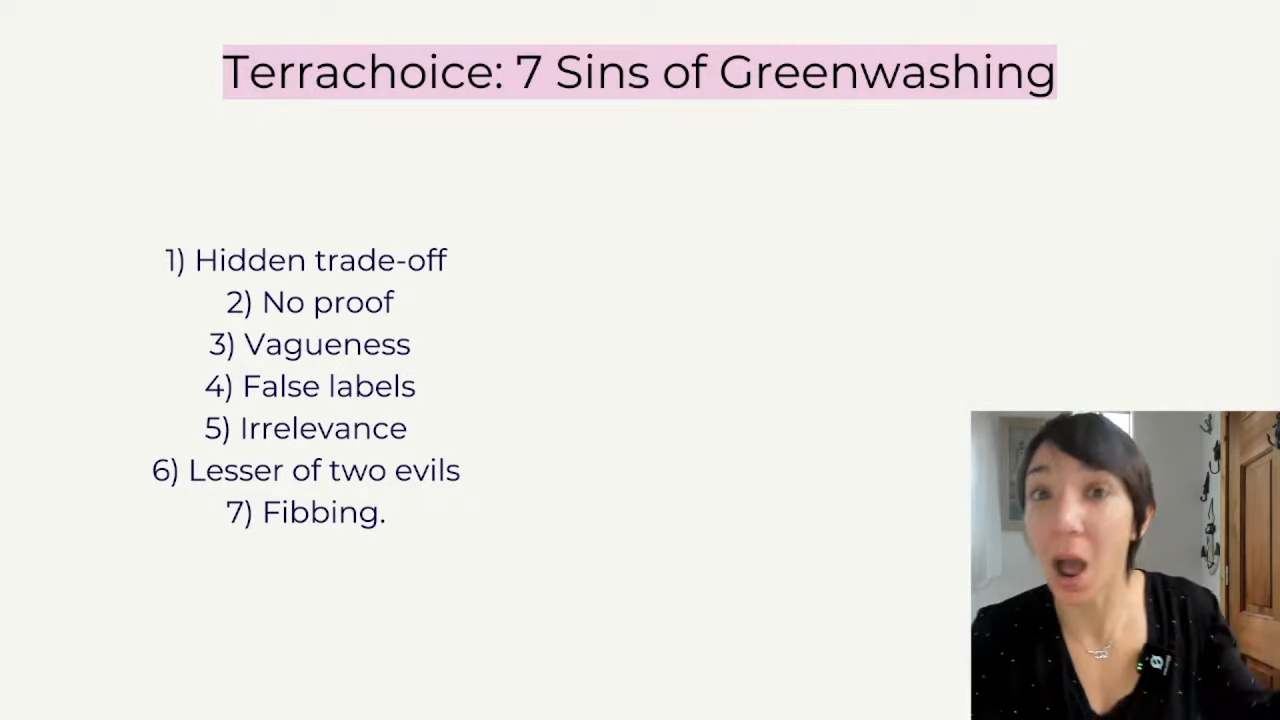 Terrachoice: 7 Sins of Greenwashing
1) Hidden trade-off
2) No proof
3) Vagueness
4) False labels
5) Irrelevance
6) Lesser of two evils
7) Fibbing.